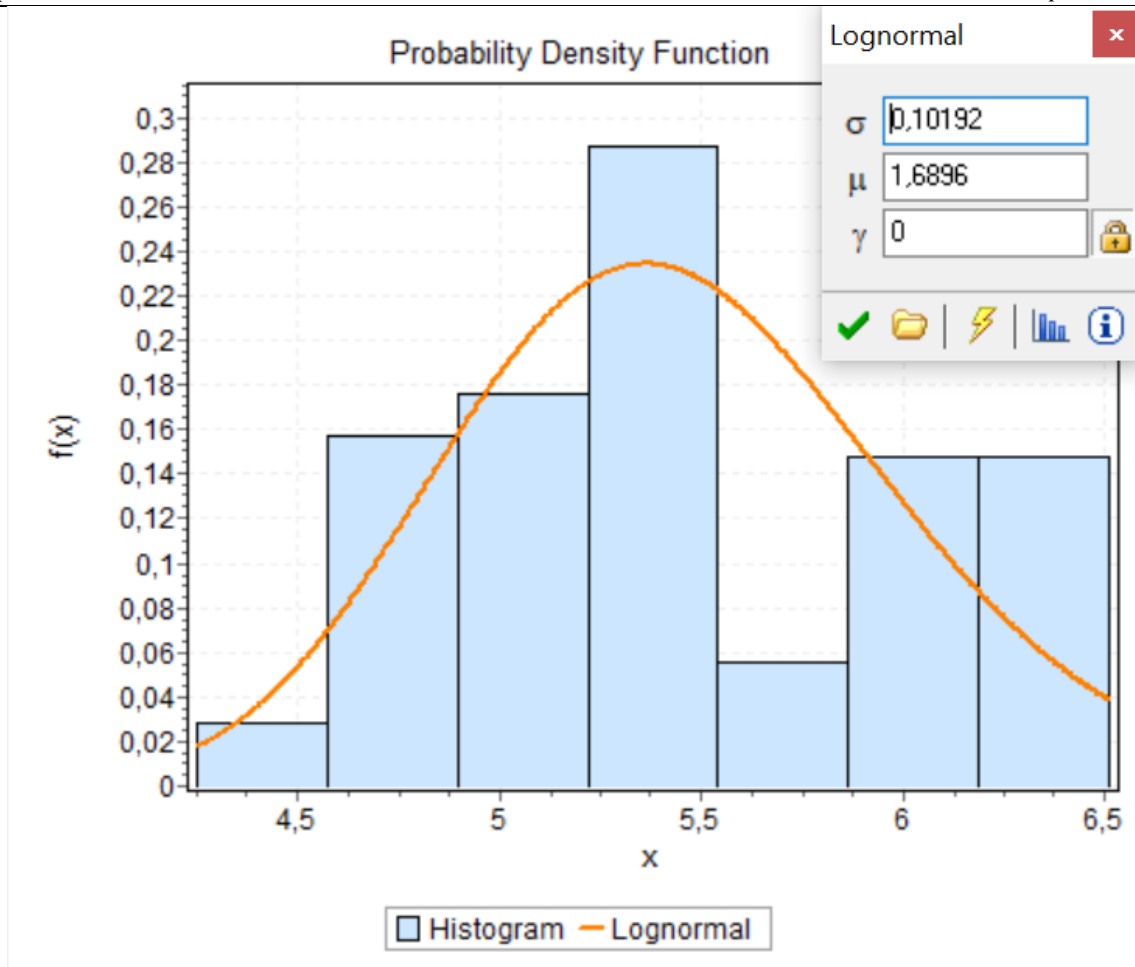 Probability Density Function
Lognormal
σ 0,10192
μ 1,6896
γ 0
f(x)
0,3
0,28
0,26
0,24
0,22
0,2
0,18
0,16
0,14
0,12
0,1
0,08
0,06
0,04
0,02
0
4,5 5 5,5 6 6,5
x
Histogram Lognormal